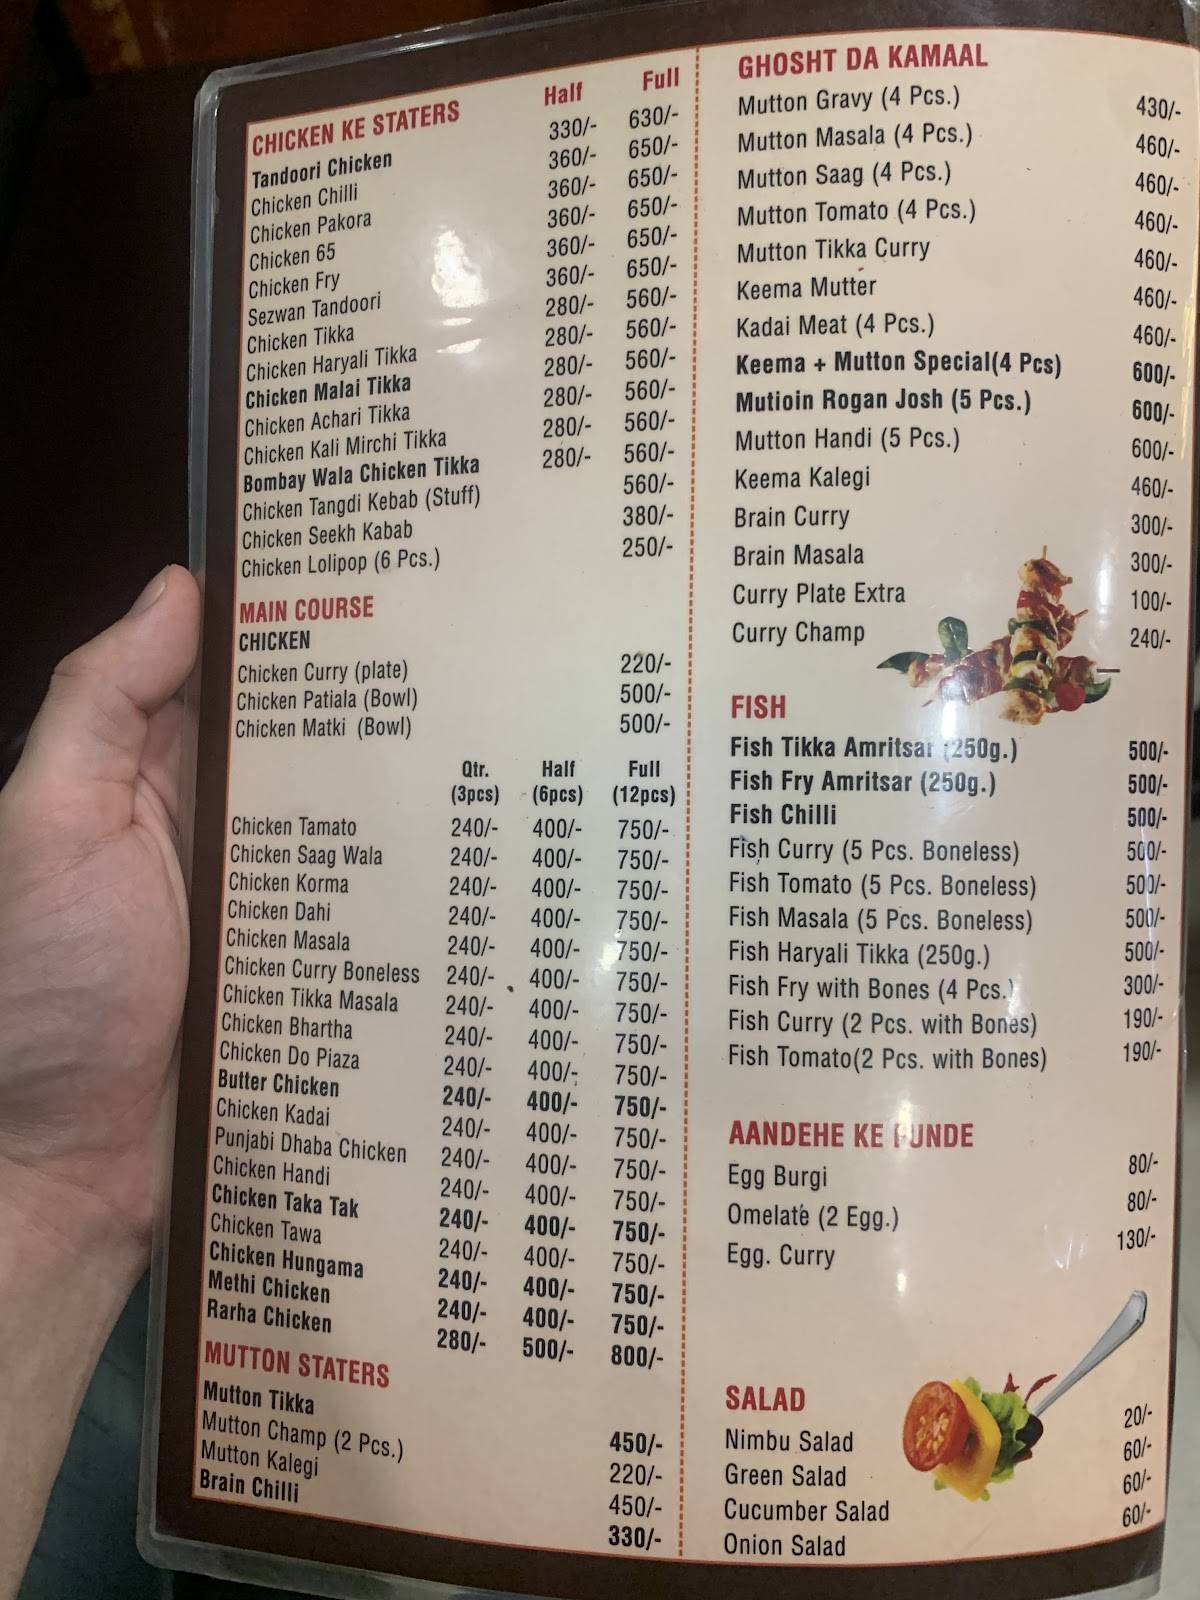 CHICKEN KE STATERS Half Full
Tandoori Chicken 330/- 630/-
Chicken Chilli 360/- 650/-
Chicken Pakora 360/- 650/-
Chicken 65 360/- 650/-
Chicken Fry 360/- 650/-
Sezwan Tandoori 360/- 650/-
Chicken Tikka 280/- 560/-
Chicken Haryali Tikka 280/- 560/-
Chicken Malai Tikka 280/- 560/-
Chicken Achari Tikka 280/- 560/-
Chicken Kali Mirchi Tikka 280/- 560/-
Bombay Wala Chicken Tikka 280/- 560/-
Chicken Tangdi Kebab (Stuff) 560/-
Chicken Seekh Kabab 380/-
Chicken Lolipop (6 Pcs.) 250/-
MAIN COURSE
CHICKEN
Chicken Curry (plate) 220/-
Chicken Patiala (Bowl) 500/-
Chicken Matki (Bowl) 500/-
Qtr. Half Full
(3pcs) (6pcs) (12pcs)
Chicken Tamato 240/- 400/- 750/-
Chicken Saag Wala 240/- 400/- 750/-
Chicken Korma 240/- 400/- 750/-
Chicken Dahi 240/- 400/- 750/-
Chicken Masala 240/- 400/- 750/-
Chicken Curry Boneless 240/- 400/- 750/-
Chicken Tikka Masala 240/- 400/- 750/-
Chicken Bhartha 240/- 400/- 750/-
Chicken Do Piaza 240/- 400/- 750/-
Butter Chicken 240/- 400/- 750/-
Chicken Kadai 240/- 400/- 750/-
Punjabi Dhaba Chicken 240/- 400/- 750/-
Chicken Handi 240/- 400/- 750/-
Chicken Taka Tak 240/- 400/- 750/-
Chicken Tawa 240/- 400/- 750/-
Chicken Hungama 240/- 400/- 750/-
Methi Chicken 240/- 400/- 750/-
Rarha Chicken 280/- 500/- 800/-
MUTTON STATERS
Mutton Tikka 450/-
Mutton Champ (2 Pcs.) 220/-
Mutton Kalegi 450/-
Brain Chilli 330/-
GHOSHT DA KAMAAL
Mutton Gravy (4 Pcs.) 430/-
Mutton Masala (4 Pcs.) 460/-
Mutton Saag (4 Pcs.) 460/-
Mutton Tomato (4 Pcs.) 460/-
Mutton Tikka Curry 460/-
Keema Mutter 460/-
Kadai Meat (4 Pcs.) 460/-
Keema + Mutton Special(4 Pcs) 600/-
Mutioin Rogan Josh (5 Pcs.) 600/-
Mutton Handi (5 Pcs.) 600/-
Keema Kalegi 460/-
Brain Curry 300/-
Brain Masala 300/-
Curry Plate Extra 100/-
Curry Champ 240/-
FISH
Fish Tikka Amritsar (250g.) 500/-
Fish Fry Amritsar (250g.) 500/-
Fish Chilli 500/-
Fish Curry (5 Pcs. Boneless) 500/-
Fish Tomato (5 Pcs. Boneless) 500/-
Fish Masala (5 Pcs. Boneless) 500/-
Fish Haryali Tikka (250g.) 500/-
Fish Fry with Bones (4 Pcs.) 300/-
Fish Curry (2 Pcs. with Bones) 190/-
Fish Tomato(2 Pcs. with Bones) 190/-
AANDEHE KE FUNDE
Egg Burgi 80/-
Omelate (2 Egg.) 80/-
Egg. Curry 130/-
SALAD
Nimbu Salad 20/-
Green Salad 60/-
Cucumber Salad 60/-
Onion Salad 60/-